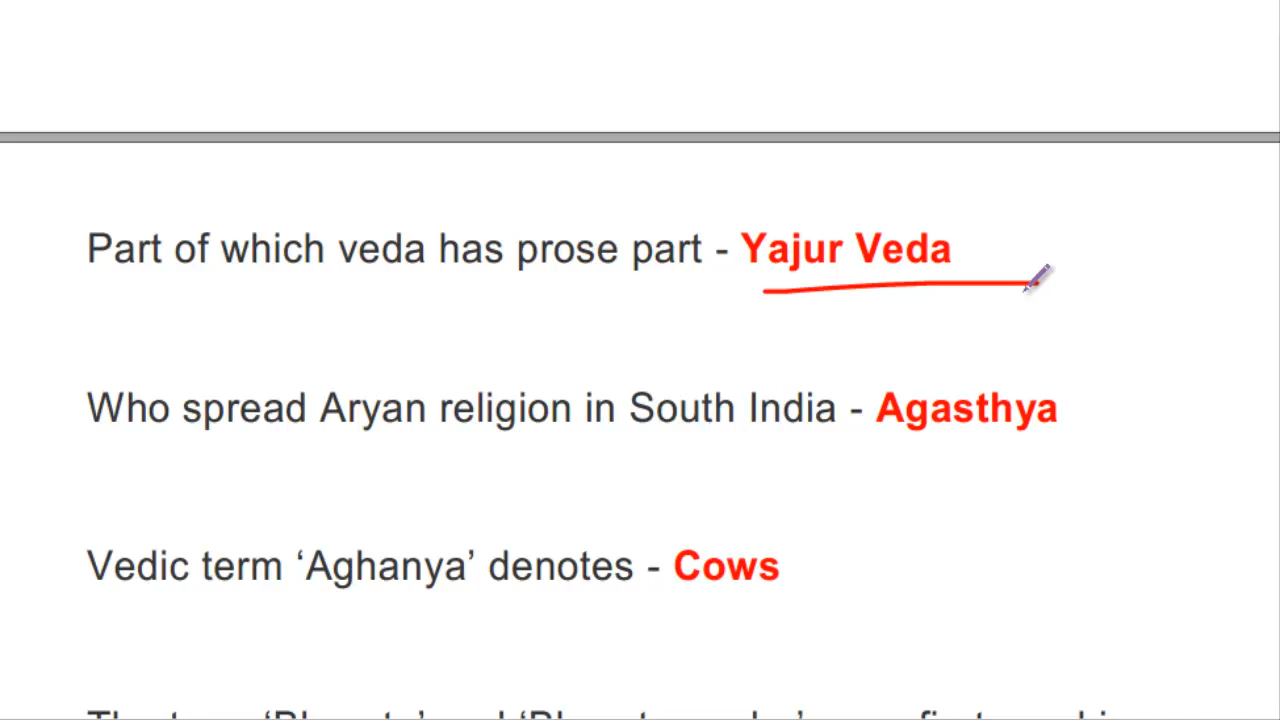 Part of which veda has prose part - Yajur Veda
Who spread Aryan religion in South India - Agasthya
Vedic term ‘Aghanya’ denotes - Cows